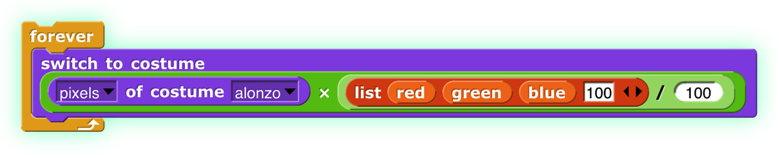 forever
switch to costume
pixels of costume alonzo × list red green blue 100 / 100